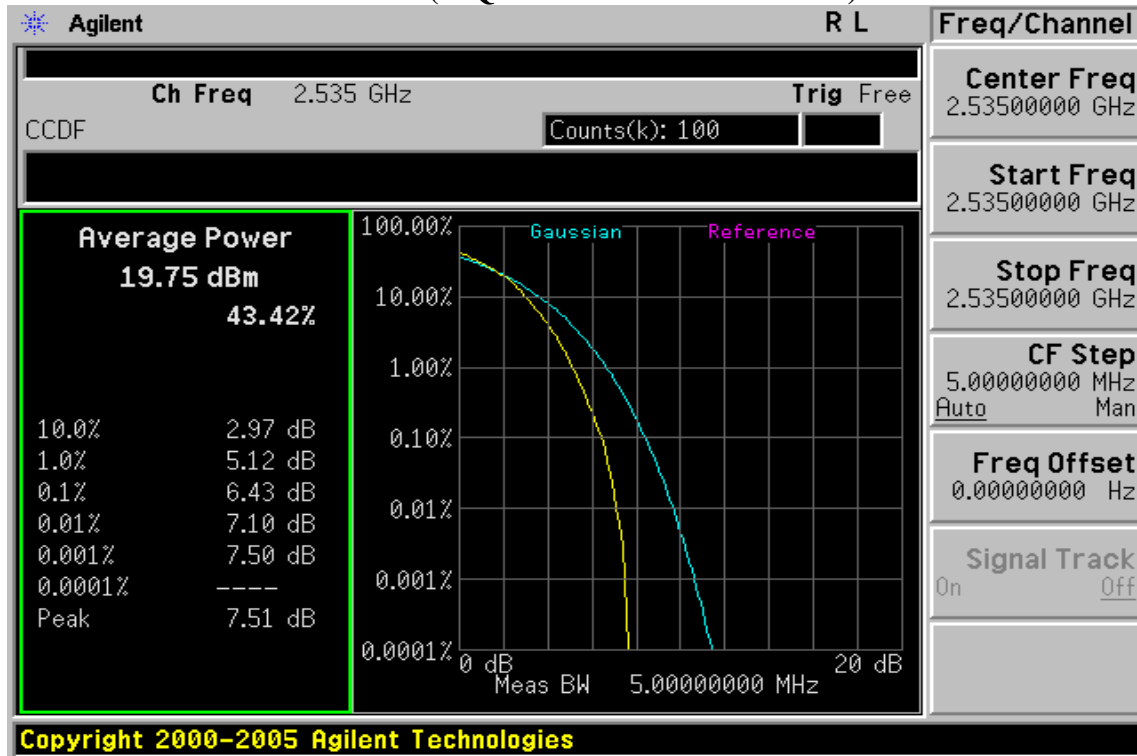 Agilent R L
Ch Freq 2.535 GHz Trig Free
CCDF Counts(k): 100
Average Power
19.75 dBm
43.42%
10.0% 2.97 dB
1.0% 5.12 dB
0.1% 6.43 dB
0.01% 7.10 dB
0.001% 7.50 dB
0.0001% ----
Peak 7.51 dB
Gaussian Reference
100.00%
10.00%
1.00%
0.10%
0.01%
0.001%
0.0001%
0 dB 20 dB
Meas BW 5.00000000 MHz
Freq/Channel
Center Freq
2.53500000 GHz
Start Freq
2.53500000 GHz
Stop Freq
2.53500000 GHz
CF Step
5.00000000 MHz
Auto Man
Freq Offset
0.00000000 Hz
Signal Track
On Off
Copyright 2000-2005 Agilent Technologies